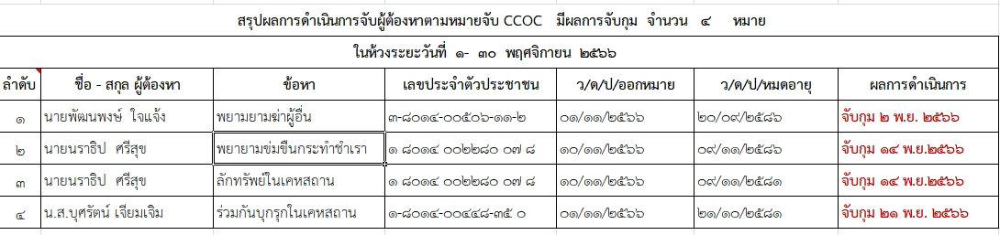 สรุปผลการดำเนินการจับผู้ต้องหาตามหมายจับ CCOC มีผลการจับกุม จำนวน ๔ หมาย
ในห้วงระยะวันที่ ๑- ๓๐ พฤศจิกายน ๒๕๖๖
ลำดับ ชื่อ - สกุล ผู้ต้องหา ข้อหา เลขประจำตัวประชาชน ว/ด/ป/ออกหมาย ว/ด/ป/หมดอายุ ผลการดำเนินการ
๑ นายพัฒนพงษ์ ใจแจ้ง พยามยามฆ่าผู้อื่น ๓-๘๐๑๔-๐๐๕๐๖-๑๑-๒ ๐๑/๑๑/๒๕๖๖ ๒๐/๐๙/๒๕๘๖ จับกุม ๒ พ.ย. ๒๕๖๖
๒ นายนราธิป ศรีสุข พยายามข่มขืนกระทำชำเรา ๑ ๘๐๑๔ ๐๐๒๒๘๐ ๐๗ ๘ ๑๐/๑๑/๒๕๖๖ ๐๙/๑๑/๒๕๘๖ จับกุม ๑๔ พ.ย.๒๕๖๖
๓ นายนราธิป ศรีสุข ลักทรัพย์ในเคหสถาน ๑ ๘๐๑๔ ๐๐๒๒๘๐ ๐๗ ๘ ๑๐/๑๑/๒๕๖๖ ๐๙/๑๑/๒๕๘๑ จับกุม ๑๔ พ.ย.๒๕๖๖
๔ น.ส.บุศรัตน์ เจียมเจิม ร่วมกันบุกรุกในเคหสถาน ๑-๘๐๑๔-๐๐๔๔๘-๓๕ ๐ ๐๑/๑๑/๒๕๖๖ ๒๑/๑๐/๒๕๘๑ จับกุม ๒๑ พ.ย. ๒๕๖๖